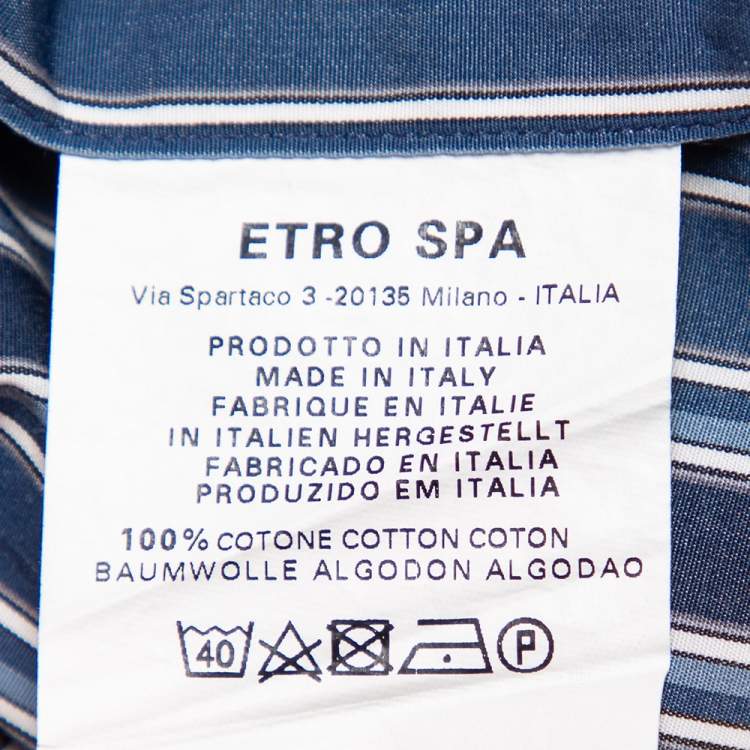 ETRO SPA
Via Spartaco 3 -20135 Milano - ITALIA
PRODOTTO IN ITALIA
MADE IN ITALY
FABRIQUE EN ITALIE
IN ITALIEN HERGESTELLT
FABRICADO EN ITALIA
PRODUZIDO EM ITALIA
100% COTONE COTTON COTON
BAUMWOLLE ALGODON ALGODAO
40 P